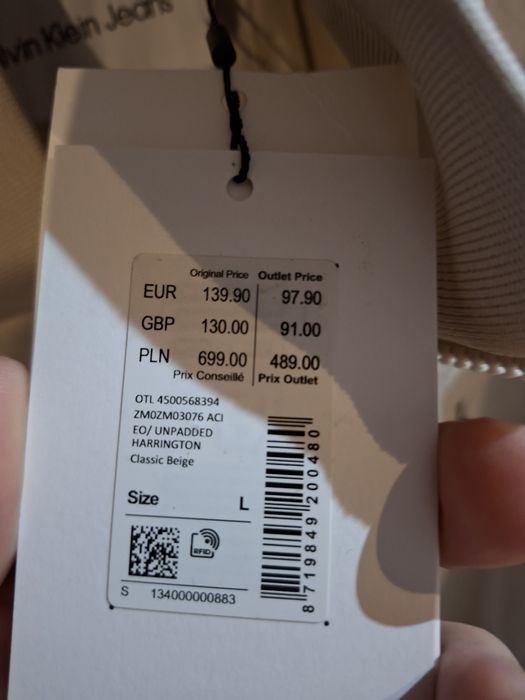 Calvin Klein Jeans
Original Price Outlet Price
EUR 139.90 97.90
GBP 130.00 91.00
PLN 699.00 489.00
Prix Conseillé Prix Outlet
OTL 4500568394
ZM0ZM03076 ACI
EO/ UNPADDED
HARRINGTON
Classic Beige
Size L
RFID
S 134000000883
8719849200480